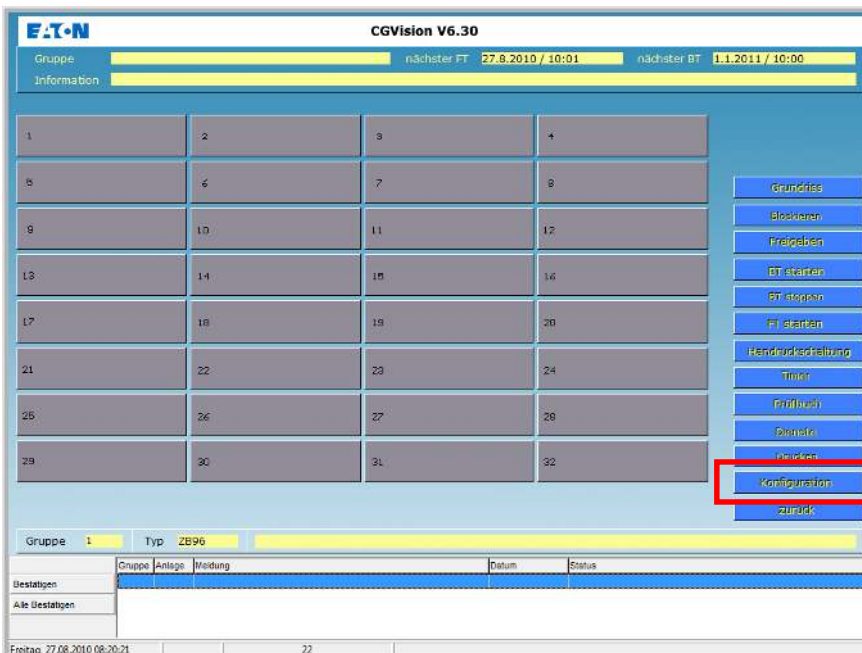 EATON
CGVision V6.30
Gruppe nächster FT 27.8.2010 / 10:01 nächster BT 1.1.2011 / 10:00
Information
1 2 3 4
5 6 7 8
9 10 11 12
13 14 15 16
17 18 19 20
21 22 23 24
25 26 27 28
29 30 31 32
Grundriss
Blockieren
Freigeben
BT starten
BT stoppen
FT starten
Handrückschaltung
Timer
Prüfbuch
Dienste
Drucken
Konfiguration
zurück
Gruppe 1 Typ ZB96
Gruppe Anlage Meldung Datum Status
Bestätigen
Alle Bestätigen
Freitag, 27.08.2010 08:20:21 22